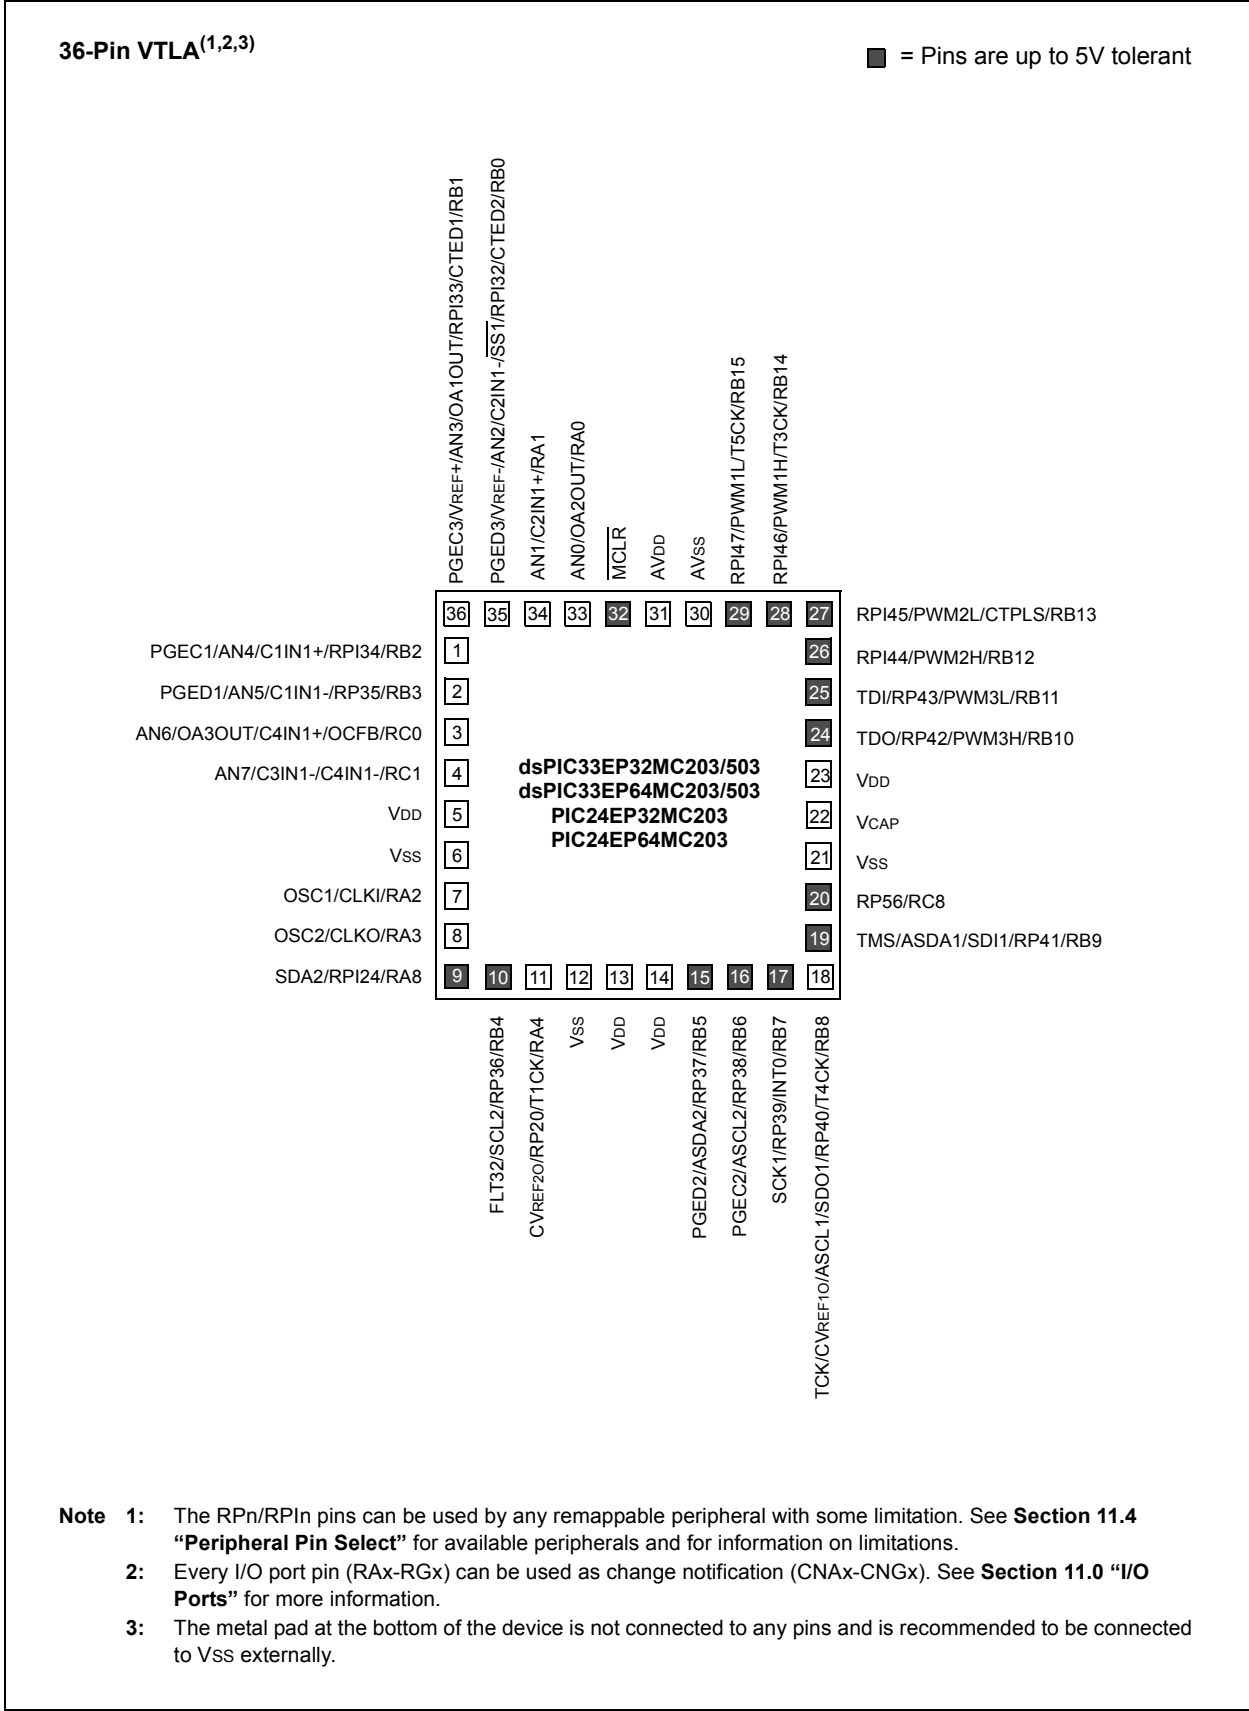 36-Pin VTLA(1,2,3)
= Pins are up to 5V tolerant
PGEC3/VREF+/AN3/OA1OUT/RPI33/CTED1/RB1
PGED3/VREF-/AN2/C2IN1-/SS1/RPI32/CTED2/RB0
AN1/C2IN1+/RA1
AN0/OA2OUT/RA0
MCLR
AVDD
AVSS
RPI47/PWM1L/T5CK/RB15
RPI46/PWM1H/T3CK/RB14
36 35 34 33 32 31 30 29 28 27 RPI45/PWM2L/CTPLS/RB13
PGEC1/AN4/C1IN1+/RPI34/RB2 1 26 RPI44/PWM2H/RB12
PGED1/AN5/C1IN1-/RP35/RB3 2 25 TDI/RP43/PWM3L/RB11
AN6/OA3OUT/C4IN1+/OCFB/RC0 3 24 TDO/RP42/PWM3H/RB10
AN7/C3IN1-/C4IN1-/RC1 4 23 VDD
dsPIC33EP32MC203/503
dsPIC33EP64MC203/503
PIC24EP32MC203
PIC24EP64MC203
VDD 5 22 VCAP
VSS 6 21 VSS
OSC1/CLKI/RA2 7 20 RP56/RC8
OSC2/CLKO/RA3 8 19 TMS/ASDA1/SDI1/RP41/RB9
SDA2/RPI24/RA8 9 10 11 12 13 14 15 16 17 18
FLT32/SCL2/RP36/RB4
CVREF2O/RP20/T1CK/RA4
VSS
VDD
VDD
PGED2/ASDA2/RP37/RB5
PGEC2/ASCL2/RP38/RB6
SCK1/RP39/INT0/RB7
TCK/CVREF1O/ASCL1/SDO1/RP40/T4CK/RB8
Note 1: The RPn/RPIn pins can be used by any remappable peripheral with some limitation. See Section 11.4
“Peripheral Pin Select” for available peripherals and for information on limitations.
2: Every I/O port pin (RAx-RGx) can be used as change notification (CNAx-CNGx). See Section 11.0 “I/O
Ports” for more information.
3: The metal pad at the bottom of the device is not connected to any pins and is recommended to be connected
to VSS externally.